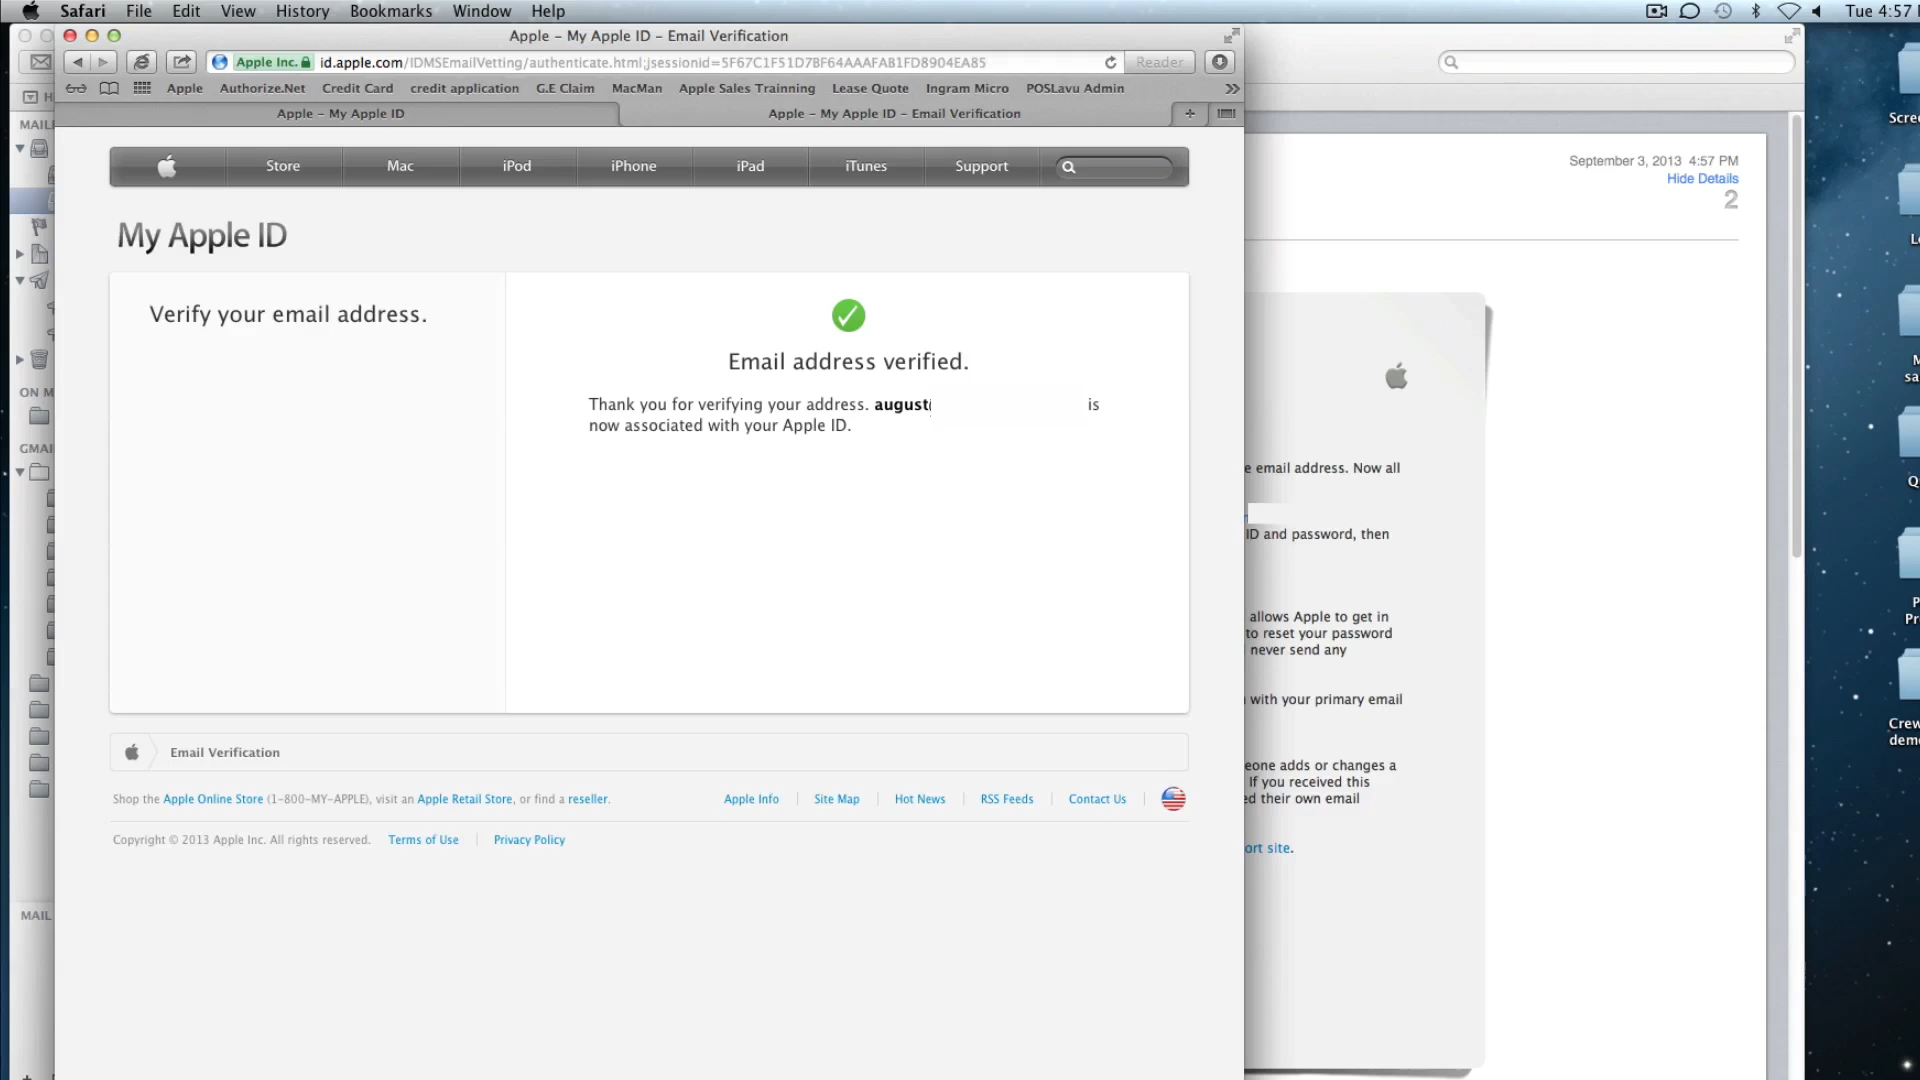 Safari File Edit View History Bookmarks Window Help
Tue 4:57
Apple – My Apple ID – Email Verification
Apple Inc. id.apple.com/IDMSEmailVetting/authenticate.html;jsessionid=5F67C1F51D7BF64AAAFAB1FD8904EA85
Reader
Apple Authorize.Net Credit Card credit application G.E Claim MacMan Apple Sales Trainning Lease Quote Ingram Micro POSLavu Admin
Apple – My Apple ID
Apple – My Apple ID – Email Verification
Store Mac iPod iPhone iPad iTunes Support
My Apple ID
Verify your email address.
Email address verified.
Thank you for verifying your address. august is
now associated with your Apple ID.
Email Verification
Shop the Apple Online Store (1-800-MY-APPLE), visit an Apple Retail Store, or find a reseller.
Apple Info Site Map Hot News RSS Feeds Contact Us
Copyright © 2013 Apple Inc. All rights reserved. Terms of Use Privacy Policy
ON M
GMAI
MAIL
September 3, 2013 4:57 PM
Hide Details
2
e email address. Now all
ID and password, then
allows Apple to get in
to reset your password
never send any
with your primary email
eone adds or changes a
If you received this
ed their own email
ort site.
Scree
Le
M
sa
Q
P
Pr
Crew
dem